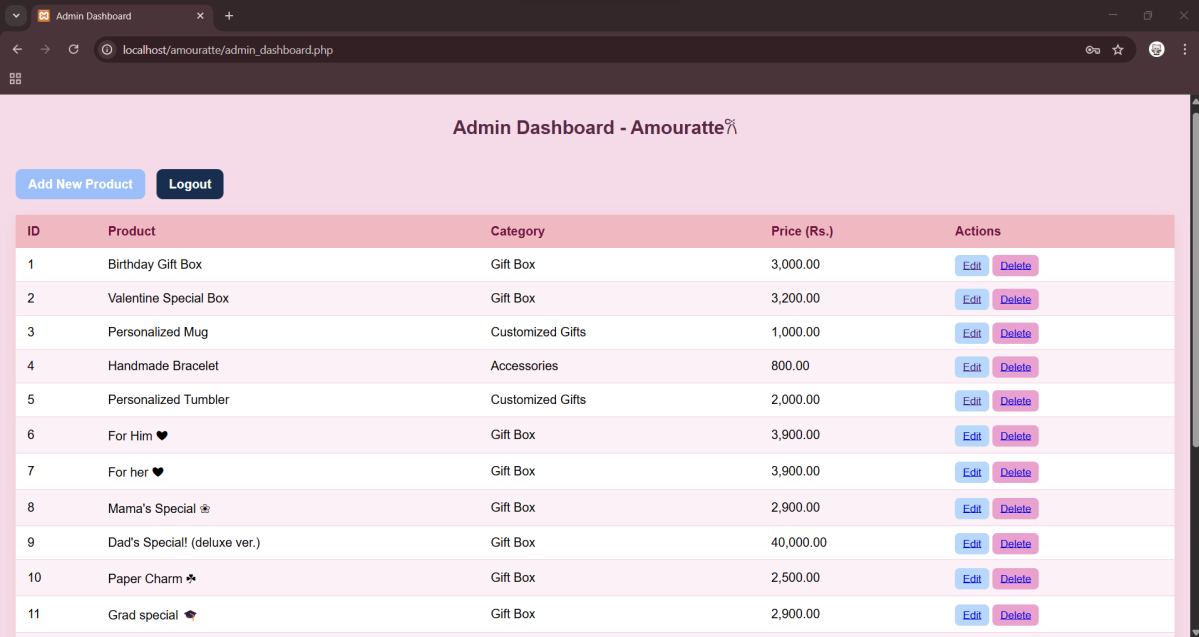 Admin Dashboard
localhost/amouratte/admin_dashboard.php
Admin Dashboard - Amouratte𐙚
Add New Product Logout
ID Product Category Price (Rs.) Actions
1 Birthday Gift Box Gift Box 3,000.00 Edit Delete
2 Valentine Special Box Gift Box 3,200.00 Edit Delete
3 Personalized Mug Customized Gifts 1,000.00 Edit Delete
4 Handmade Bracelet Accessories 800.00 Edit Delete
5 Personalized Tumbler Customized Gifts 2,000.00 Edit Delete
6 For Him ♥ Gift Box 3,900.00 Edit Delete
7 For her ♥ Gift Box 3,900.00 Edit Delete
8 Mama's Special ❀ Gift Box 2,900.00 Edit Delete
9 Dad's Special! (deluxe ver.) Gift Box 40,000.00 Edit Delete
10 Paper Charm ☘ Gift Box 2,500.00 Edit Delete
11 Grad special 🎓 Gift Box 2,900.00 Edit Delete